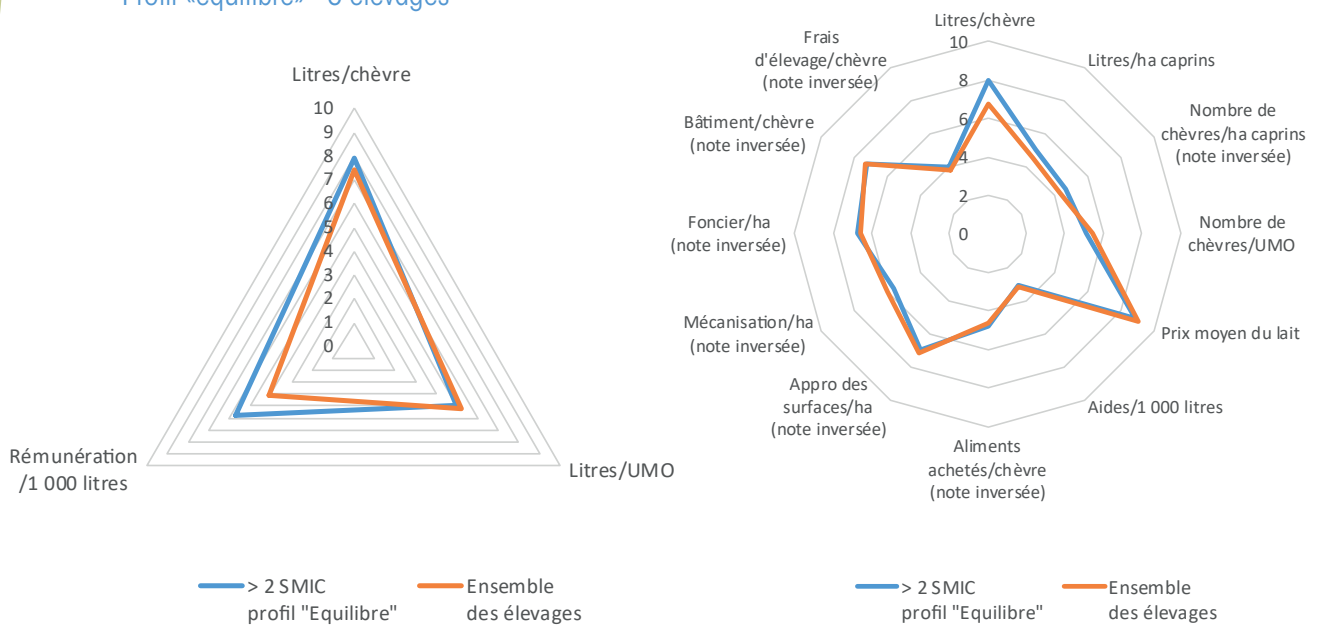 Profil «équilibre»
élevages
Litres/chèvre
10
9
8
7
6
5
4
3
2
1
0
Rémunération
/1 000 litres
Litres/UMO
> 2 SMIC
profil "Equilibre"
Ensemble
des élevages
Litres/chèvre
10
8
6
4
2
0
Litres/ha caprins
Nombre de
chèvres/ha caprins
(note inversée)
Nombre de
chèvres/UMO
Prix moyen du lait
Aides/1 000 litres
Aliments
achetés/chèvre
(note inversée)
Appro des
surfaces/ha
(note inversée)
Mécanisation/ha
(note inversée)
Foncier/ha
(note inversée)
Bâtiment/chèvre
(note inversée)
Frais
d'élevage/chèvre
(note inversée)
> 2 SMIC
profil "Equilibre"
Ensemble
des élevages